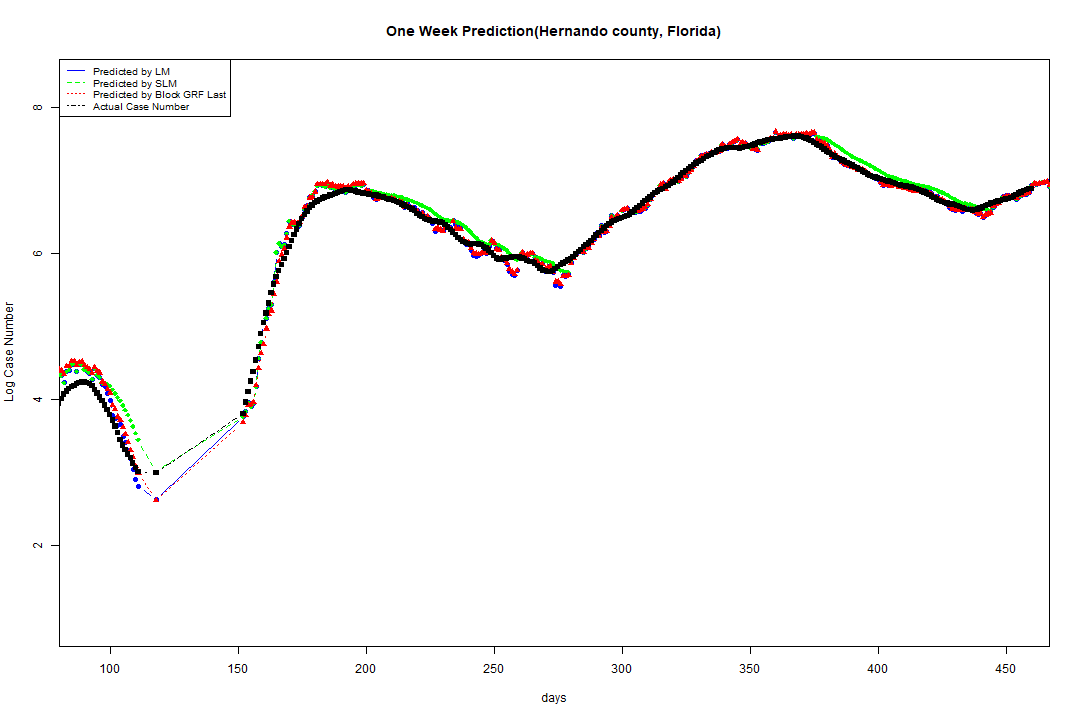 One Week Prediction(Hernando county, Florida)
Predicted by LM
Predicted by SLM
Predicted by Block GRF Last
Actual Case Number
8
6
4
2
Log Case Number
100 150 200 250 300 350 400 450
days